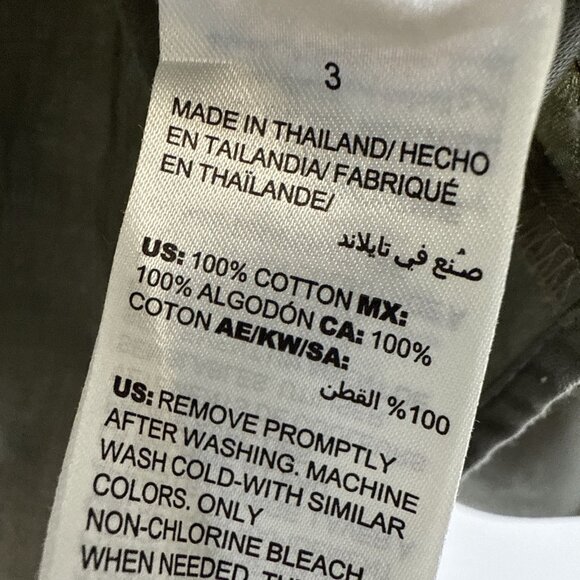 3
MADE IN THAILAND/ HECHO
EN TAILANDIA/ FABRIQUÉ
EN THAÏLANDE/
صُنع في تايلاند
US: 100% COTTON MX:
100% ALGODÓN CA: 100%
COTON AE/KW/SA:
100% القطن
US: REMOVE PROMPTLY
AFTER WASHING. MACHINE
WASH COLD-WITH SIMILAR
COLORS. ONLY
NON-CHLORINE BLEACH
WHEN NEEDED.